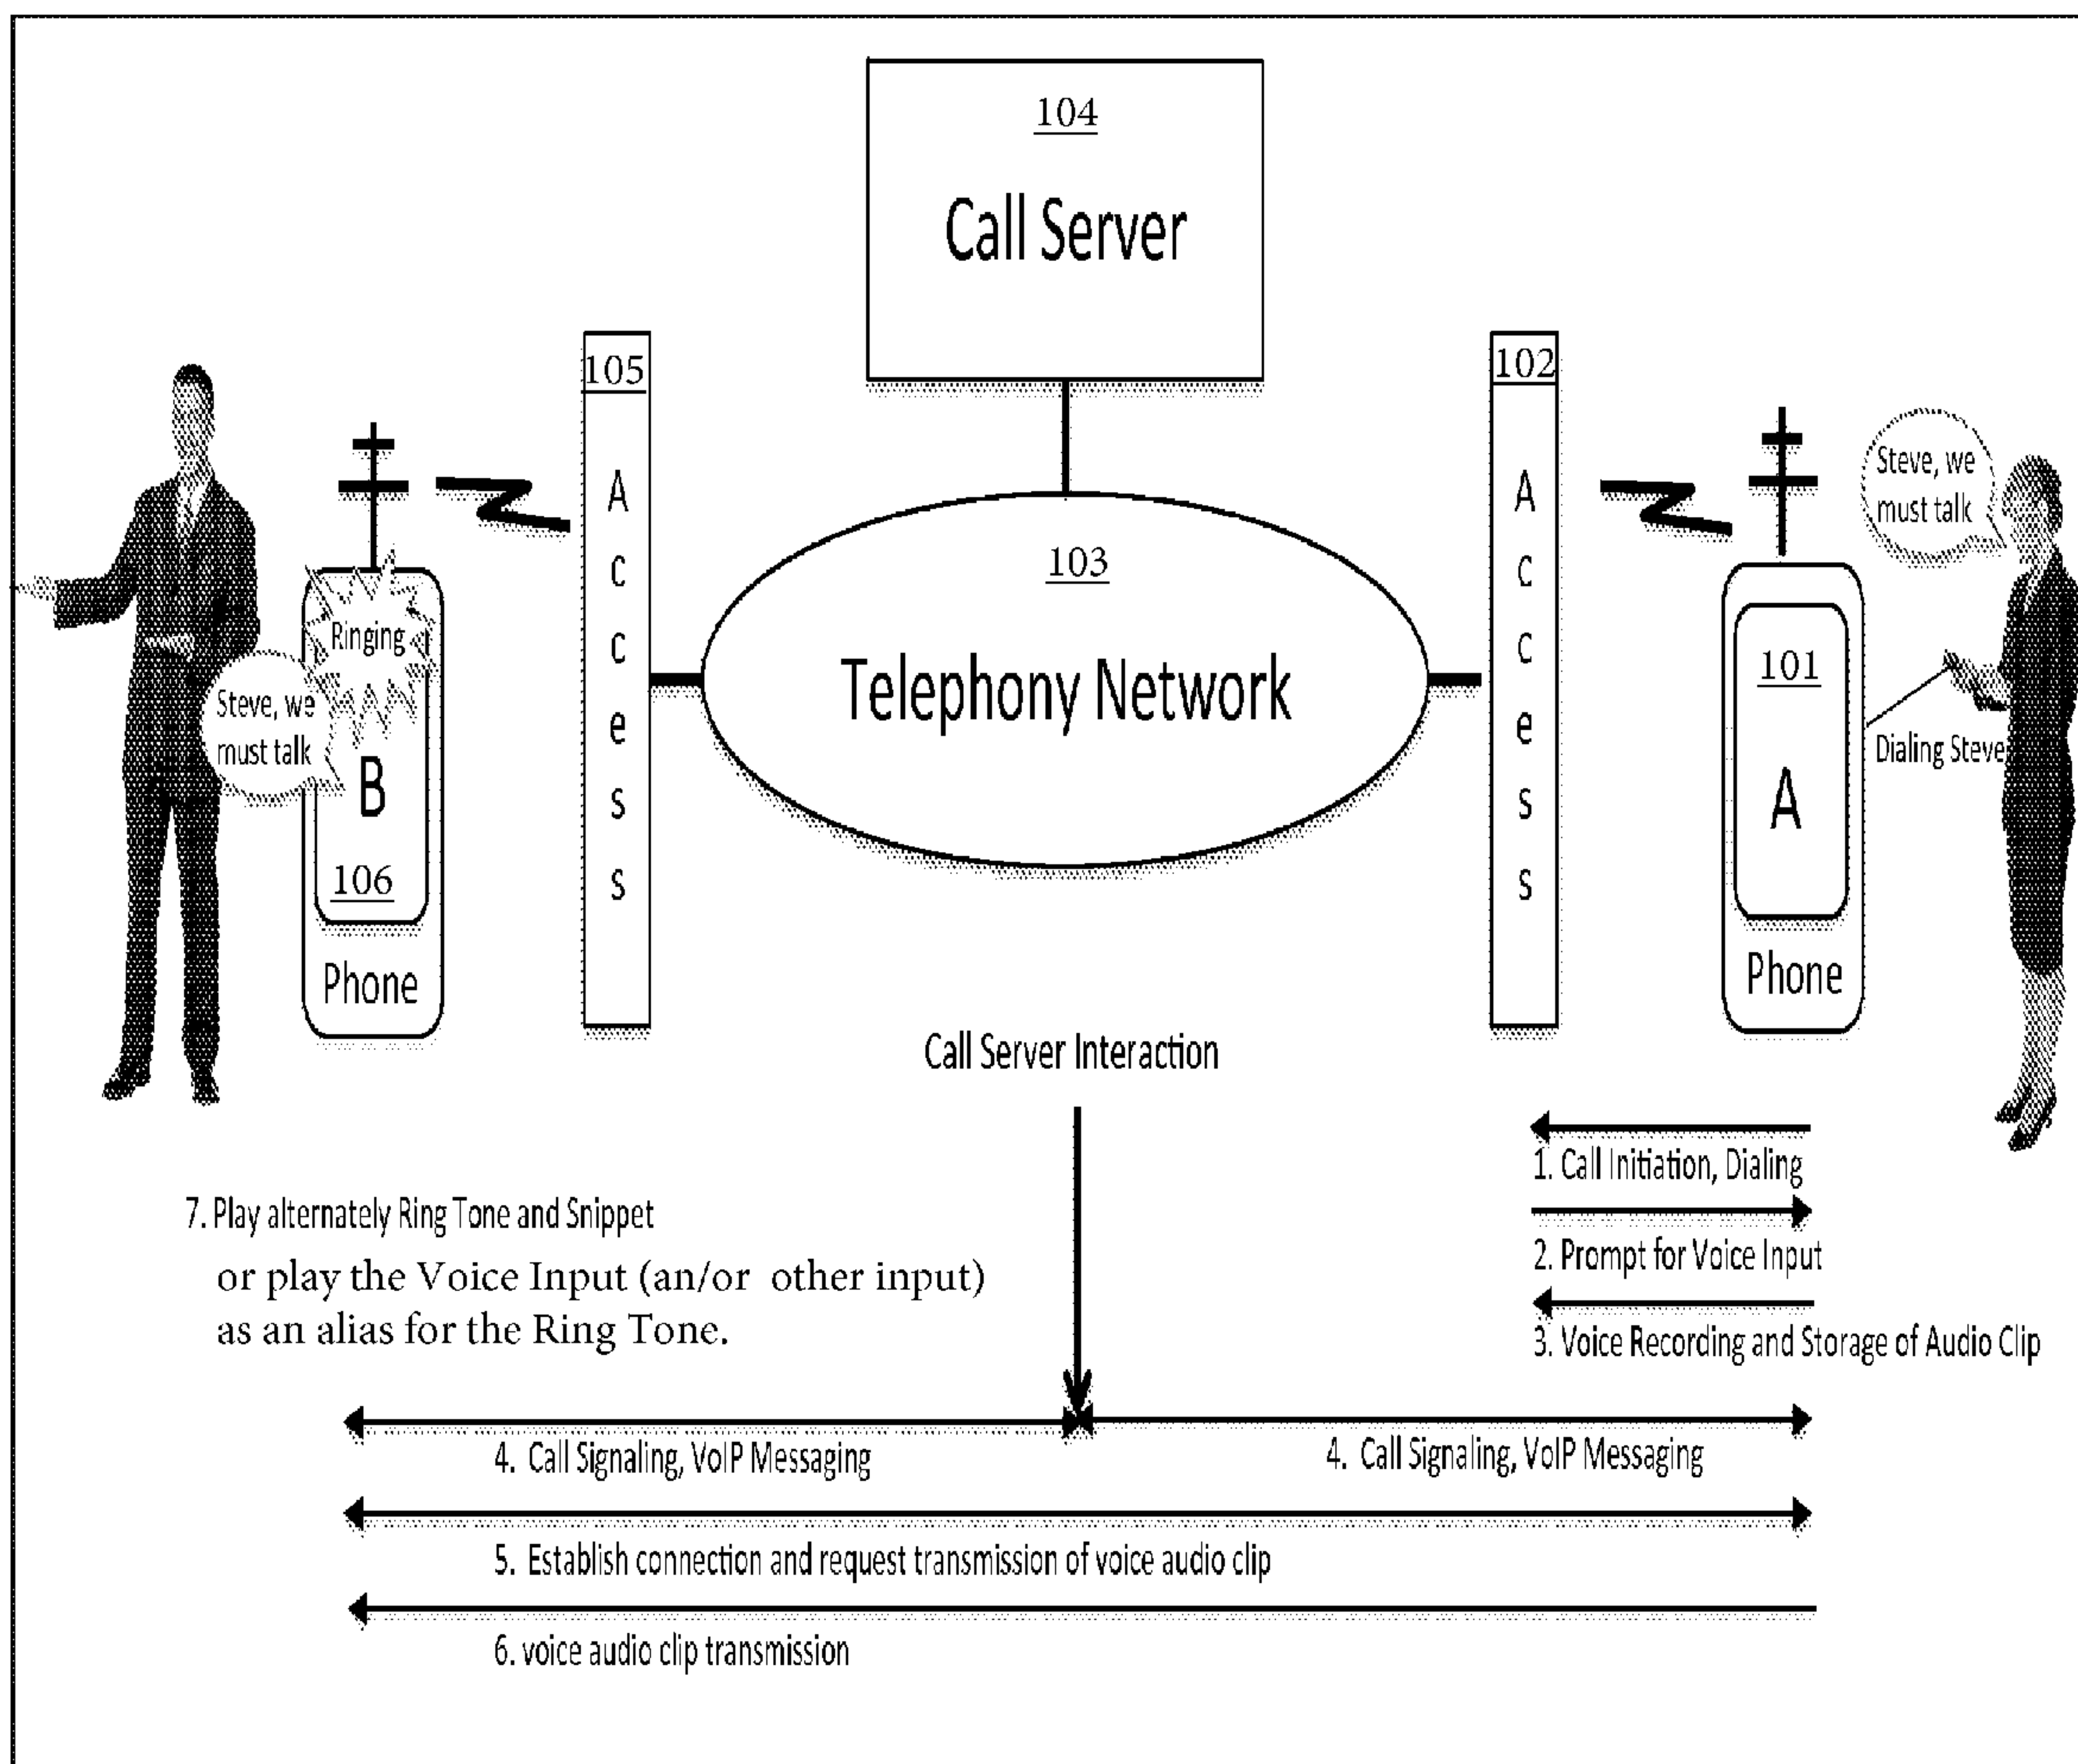 104
Call Server
105
102
Access
Access
Steve, we
must talk
103
Telephony Network
Ringing
Steve, we
must talk
B
106
Phone
101
A
Dialing Steve
Phone
Call Server Interaction
1. Call Initiation, Dialing
2. Prompt for Voice Input
3. Voice Recording and Storage of Audio Clip
7. Play alternately Ring Tone and Snippet
or play the Voice Input (an/or other input)
as an alias for the Ring Tone.
4. Call Signaling, VoIP Messaging
4. Call Signaling, VoIP Messaging
5. Establish connection and request transmission of voice audio clip
6. voice audio clip transmission